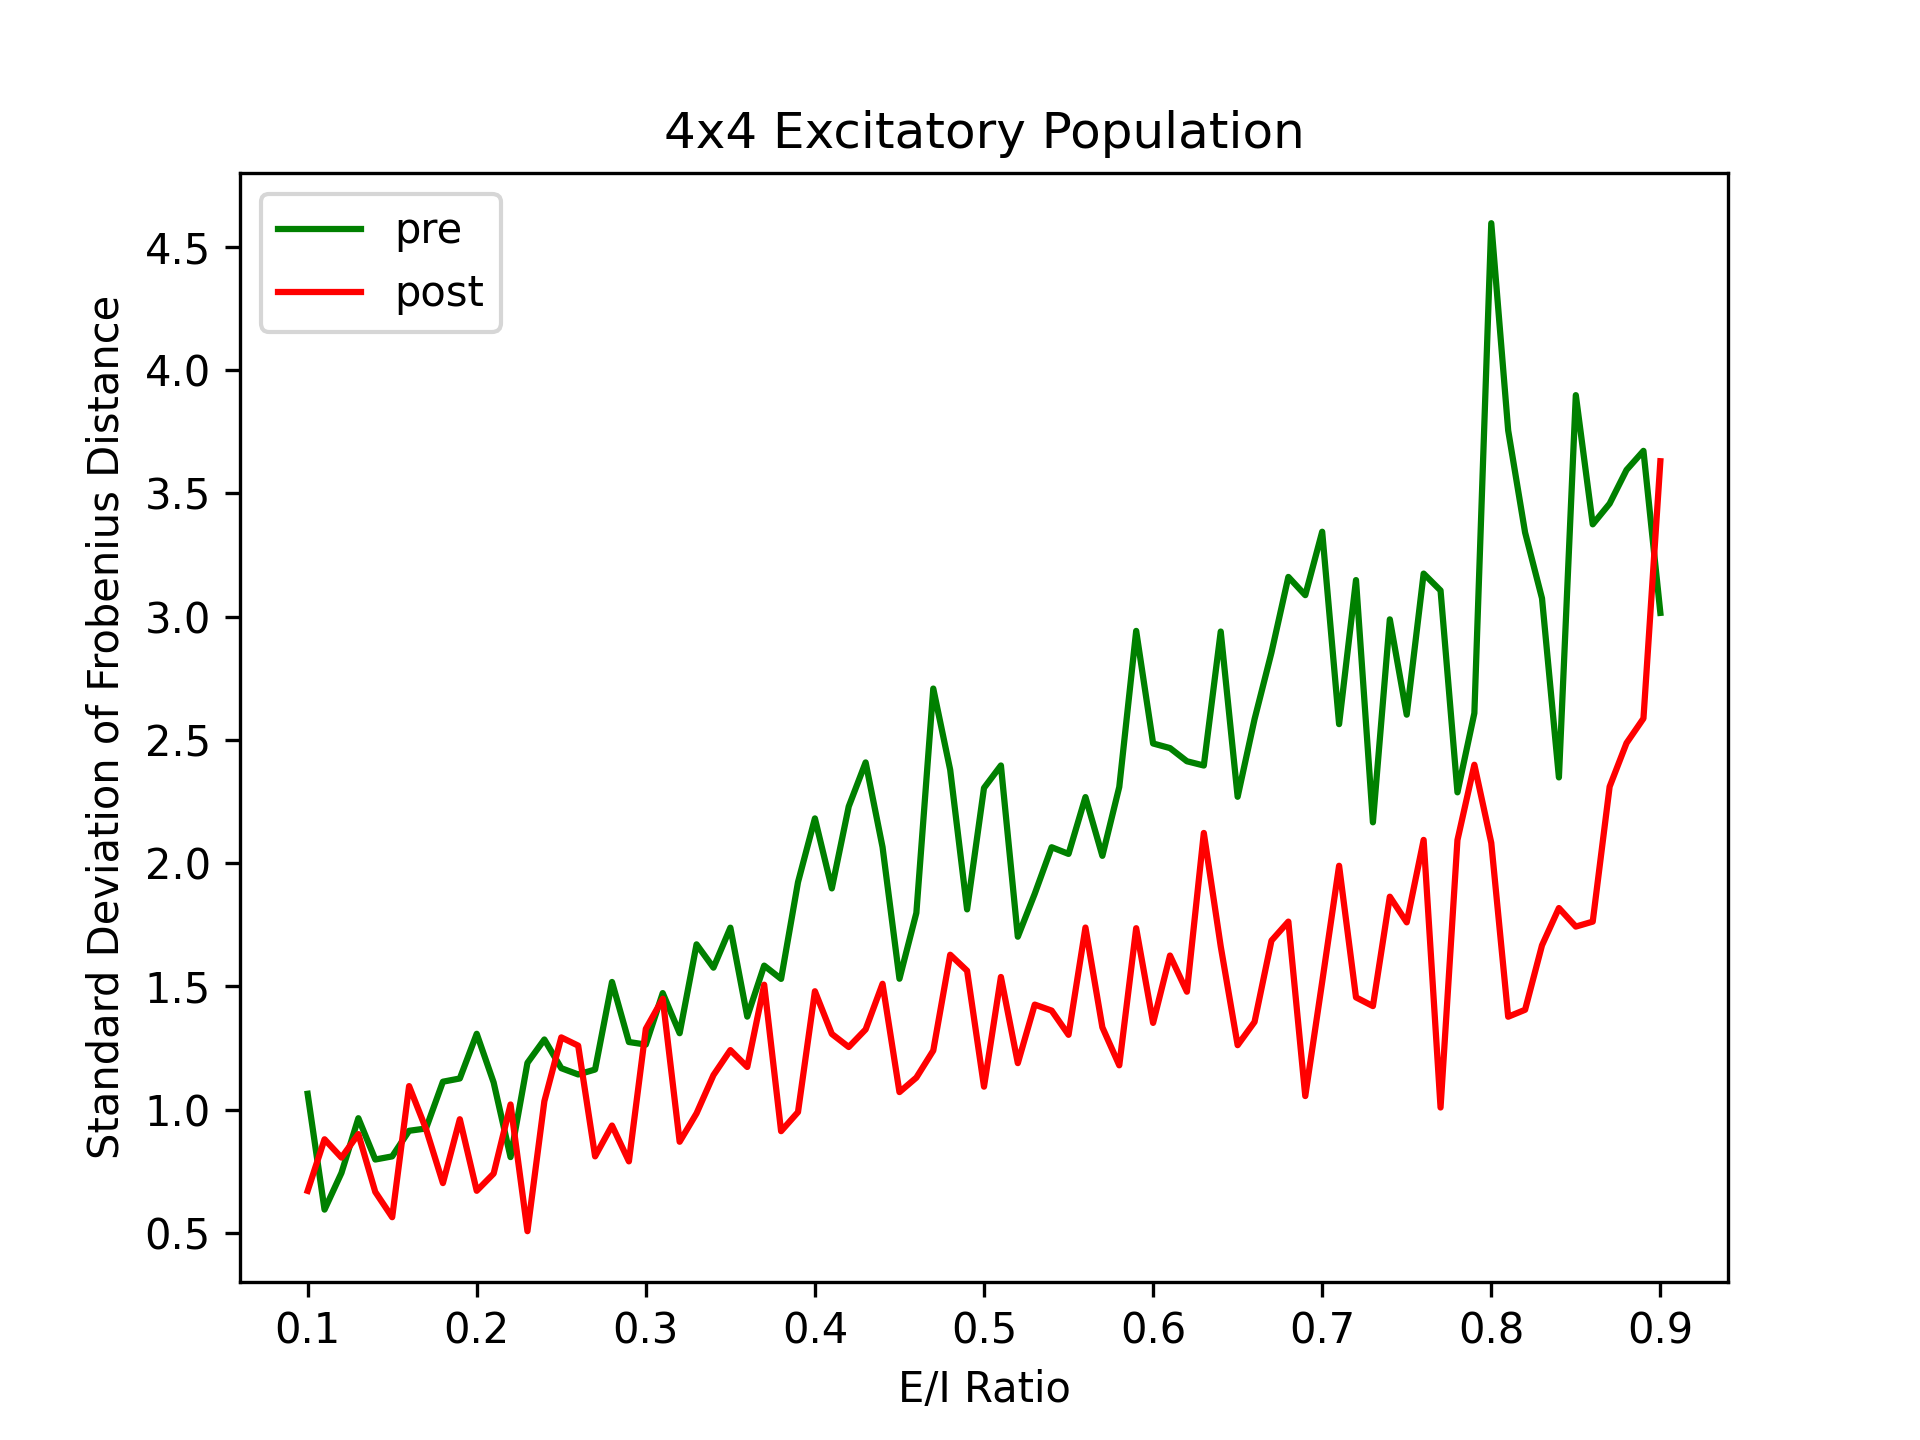 4x4 Excitatory Population
pre
post
Standard Deviation of Frobenius Distance
4.5
4.0
3.5
3.0
2.5
2.0
1.5
1.0
0.5
0.1 0.2 0.3 0.4 0.5 0.6 0.7 0.8 0.9
E/I Ratio